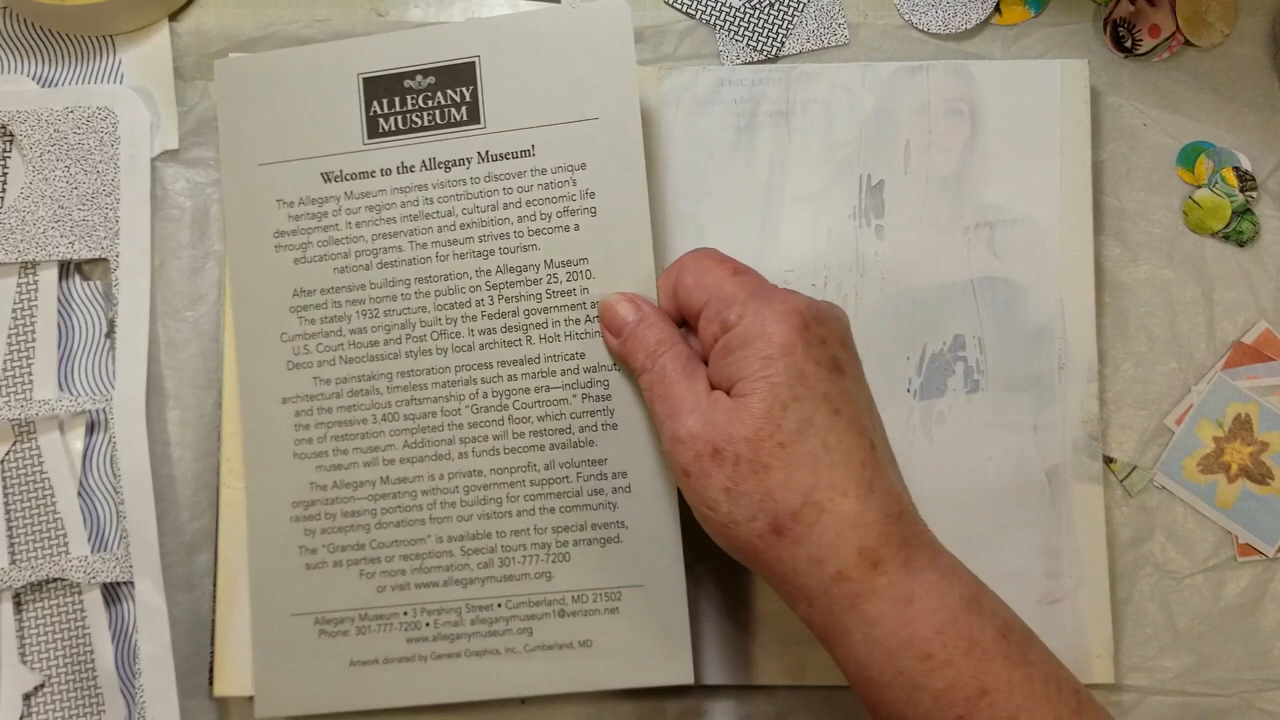 ALLEGANY
MUSEUM
Welcome to the Allegany Museum!
The Allegany Museum inspires visitors to discover the unique
heritage of our region and its contribution to our nation's
development. It enriches intellectual, cultural and economic life
through collection, preservation and exhibition, and by offering
educational programs. The museum strives to become a
national destination for heritage tourism.
After extensive building restoration, the Allegany Museum
opened its new home to the public on September 25, 2010.
The stately 1932 structure, located at 3 Pershing Street in
Cumberland, was originally built by the Federal government as
U.S. Court House and Post Office. It was designed in the Art
Deco and Neoclassical styles by local architect R. Holt Hitchin
The painstaking restoration process revealed intricate
architectural details, timeless materials such as marble and walnut,
and the meticulous craftsmanship of a bygone era—including
the impressive 3,400 square foot "Grande Courtroom." Phase
one of restoration completed the second floor, which currently
houses the museum. Additional space will be restored, and the
museum will be expanded, as funds become available.
The Allegany Museum is a private, nonprofit, all volunteer
organization—operating without government support. Funds are
raised by leasing portions of the building for commercial use, and
by accepting donations from our visitors and the community.
The "Grande Courtroom" is available to rent for special events,
such as parties or receptions. Special tours may be arranged.
For more information, call 301-777-7200
or visit www.alleganymuseum.org.
Allegany Museum • 3 Pershing Street • Cumberland, MD 21502
Phone: 301-777-7200 • E-mail: alleganymuseum1@verizon.net
www.alleganymuseum.org
Artwork donated by General Graphics, Inc., Cumberland, MD